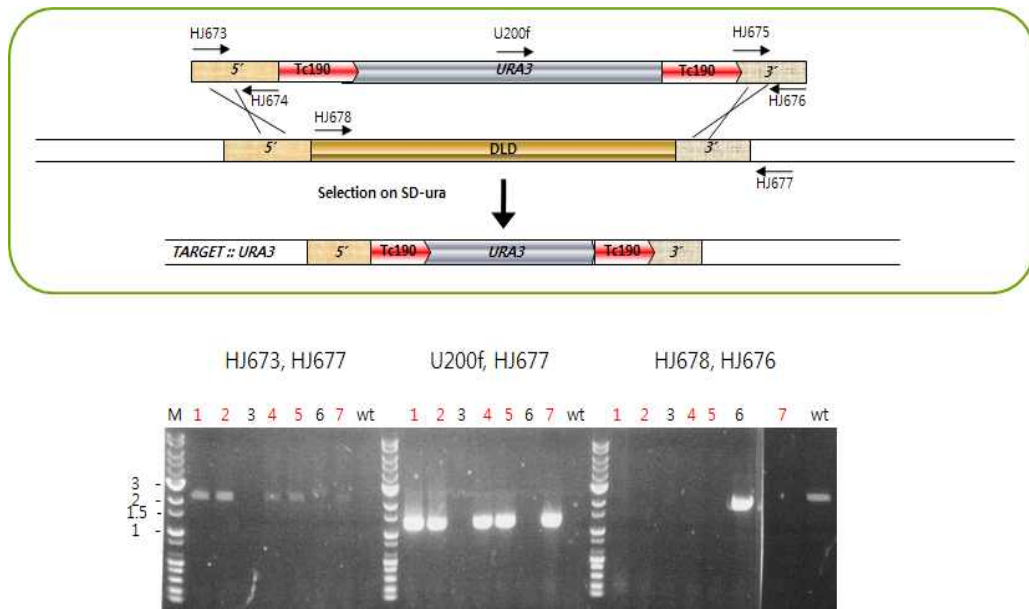 HJ673 U200f HJ675
5′ Tc190 URA3 Tc190 3′
HJ674 HJ676
HJ678
5′ DLD 3′
HJ677
Selection on SD-ura
TARGET :: URA3 5′ Tc190 URA3 Tc190 3′
HJ673, HJ677 U200f, HJ677 HJ678, HJ676
M 1 2 3 4 5 6 7 wt 1 2 3 4 5 6 7 wt 1 2 3 4 5 6 7 wt
3 -
2 -
1.5 -
1 -